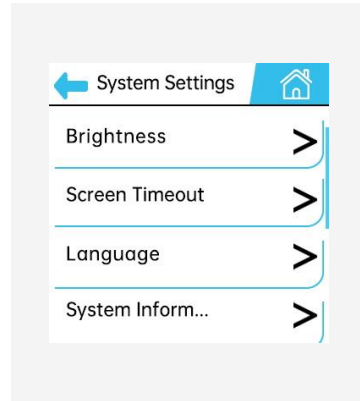 System Settings
Brightness
Screen Timeout
Language
System Inform...